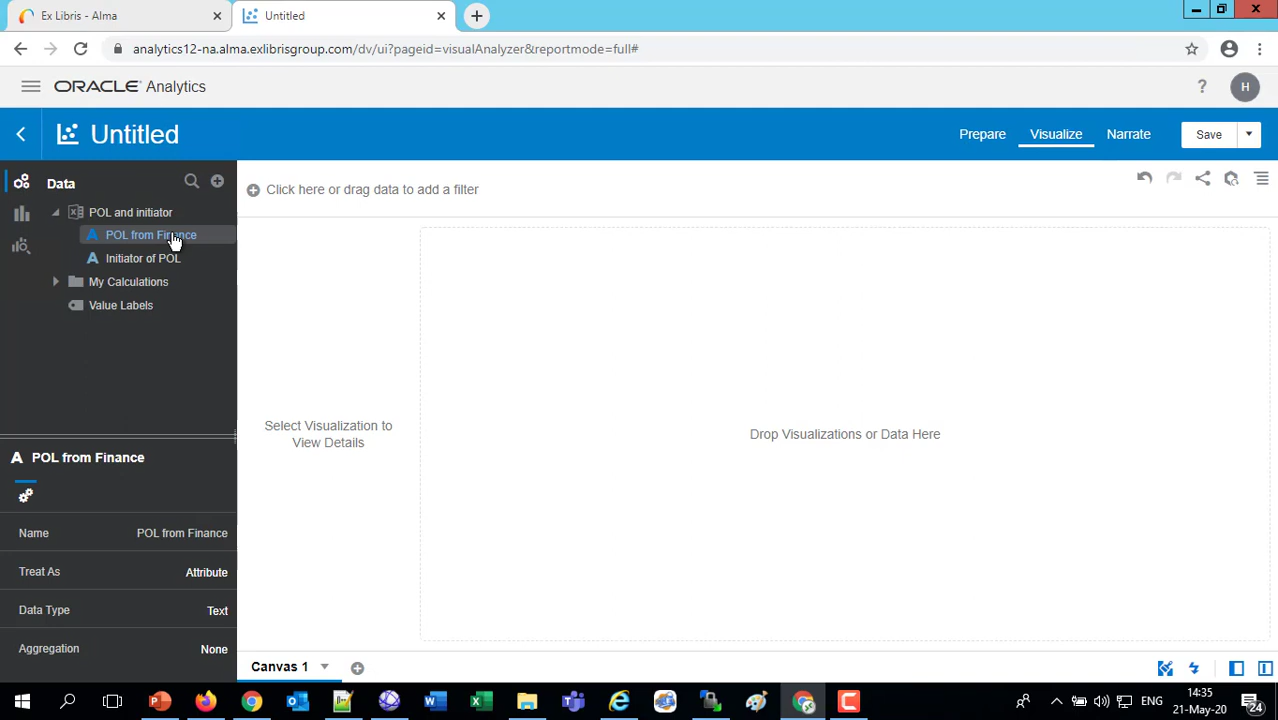 Ex Libris - Alma
Untitled
analytics12-na.alma.exlibrisgroup.com/dv/ui?pageid=visualAnalyzer&reportmode=full#
ORACLE Analytics
?
H
Untitled
Prepare
Visualize
Narrate
Save
Data
Click here or drag data to add a filter
POL and initiator
POL from Finance
Initiator of POL
My Calculations
Value Labels
Select Visualization to
View Details
Drop Visualizations or Data Here
A POL from Finance
Name POL from Finance
Treat As Attribute
Data Type Text
Aggregation None
Canvas 1
ENG
14:35
21-May-20
24